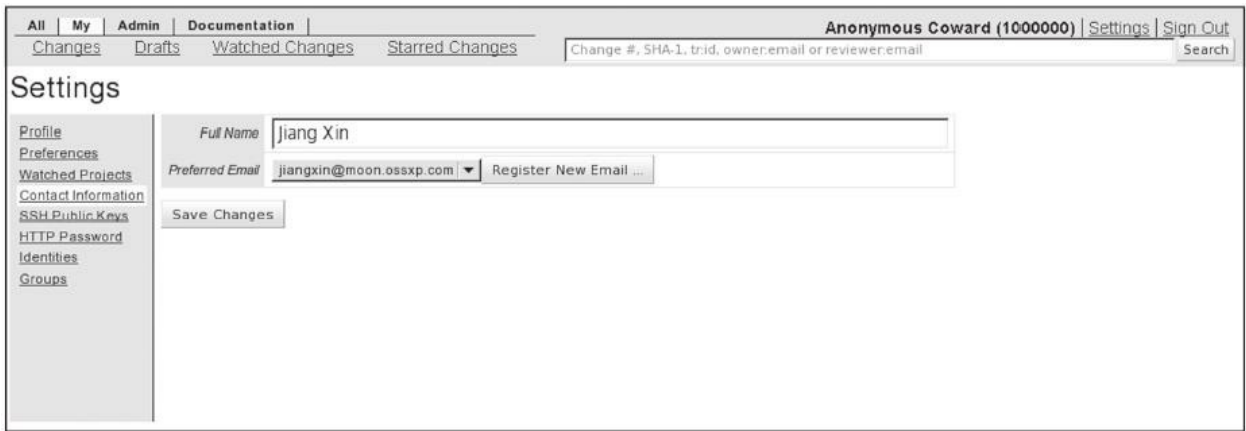 All My Admin Documentation
Anonymous Coward (1000000) Settings Sign Out
Changes Drafts Watched Changes Starred Changes
Change #, SHA-1, tr:id, owner:email or reviewer:email Search
Settings
Profile
Preferences
Watched Projects
Contact Information
SSH Public Keys
HTTP Password
Identities
Groups
Full Name Jiang Xin
Preferred Email jiangxin@moon.ossxp.com Register New Email ...
Save Changes